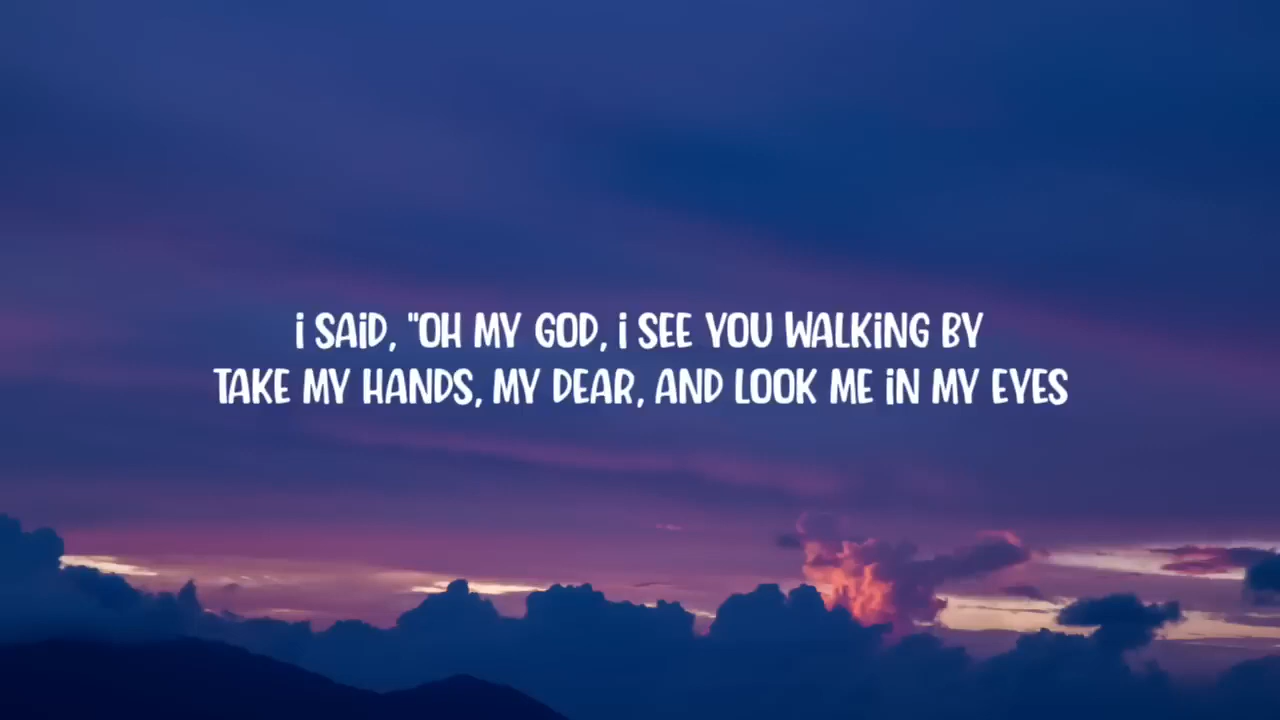 I SAID, "OH MY GOD, I SEE YOU WALKING BY
TAKE MY HANDS, MY DEAR, AND LOOK ME IN MY EYES